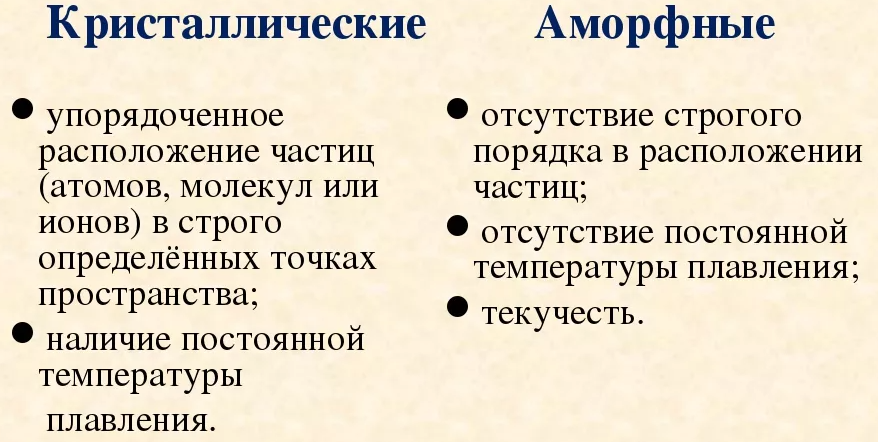 Кристаллические
упорядоченное
расположение частиц
(атомов, молекул или
ионов) в строго
определённых точках
пространства;
наличие постоянной
температуры
плавления.
Аморфные
отсутствие строгого
порядка в расположении
частиц;
отсутствие постоянной
температуры плавления;
текучесть.